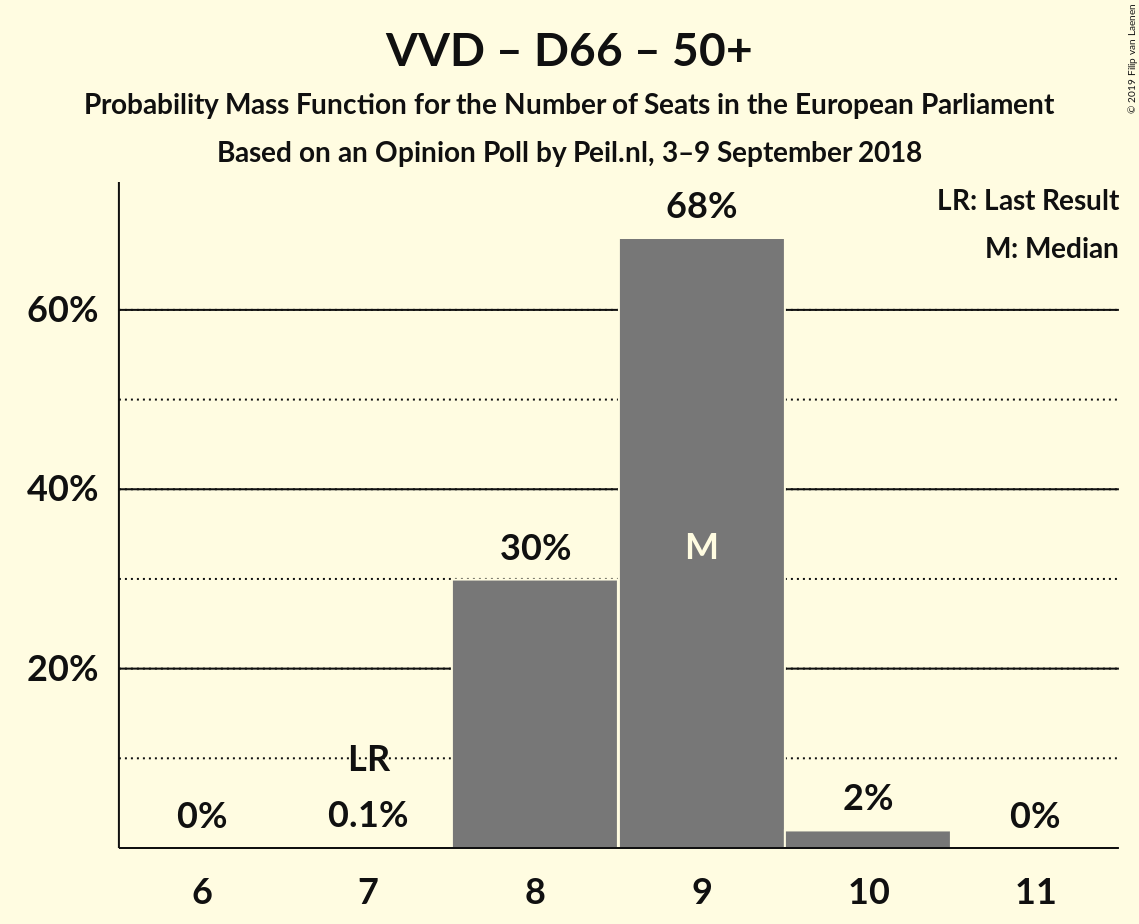 VVD – D66 – 50+
Probability Mass Function for the Number of Seats in the European Parliament
Based on an Opinion Poll by Peil.nl, 3–9 September 2018
© 2019 Filip van Laenen
LR: Last Result
M: Median
68%
60%
40%
30%
M
20%
LR
0%
0.1%
2%
0%
6
7
8
9
10
11